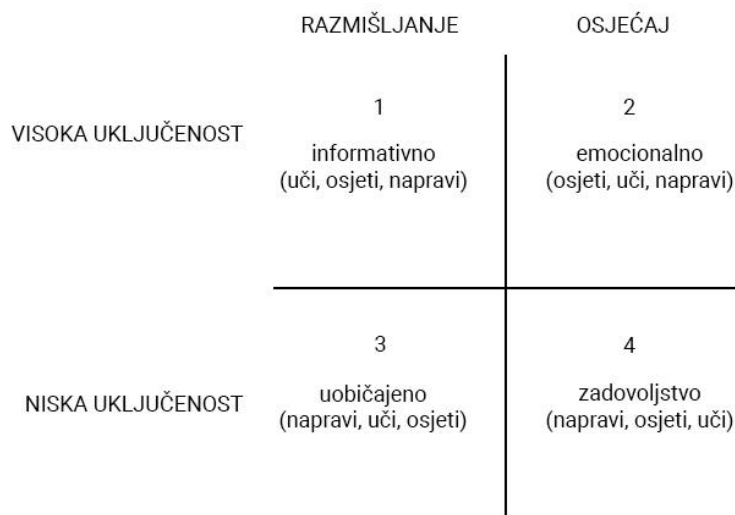 RAZMIŠLJANJE OSJEĆAJ
VISOKA UKLJUČENOST
1
informativno
(uči, osjeti, napravi)
2
emocionalno
(osjeti, uči, napravi)
NISKA UKLJUČENOST
3
uobičajeno
(napravi, uči, osjeti)
4
zadovoljstvo
(napravi, osjeti, uči)